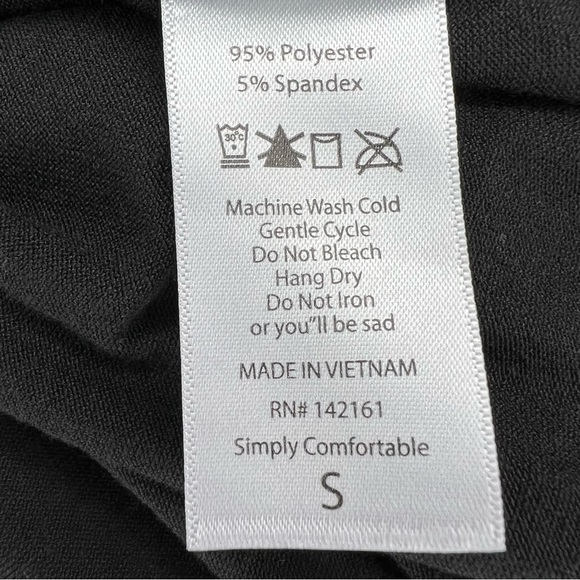 95% Polyester
5% Spandex
30°C
Machine Wash Cold
Gentle Cycle
Do Not Bleach
Hang Dry
Do Not Iron
or you"ll be sad
MADE IN VIETNAM
RN# 142161
Simply Comfortable
S